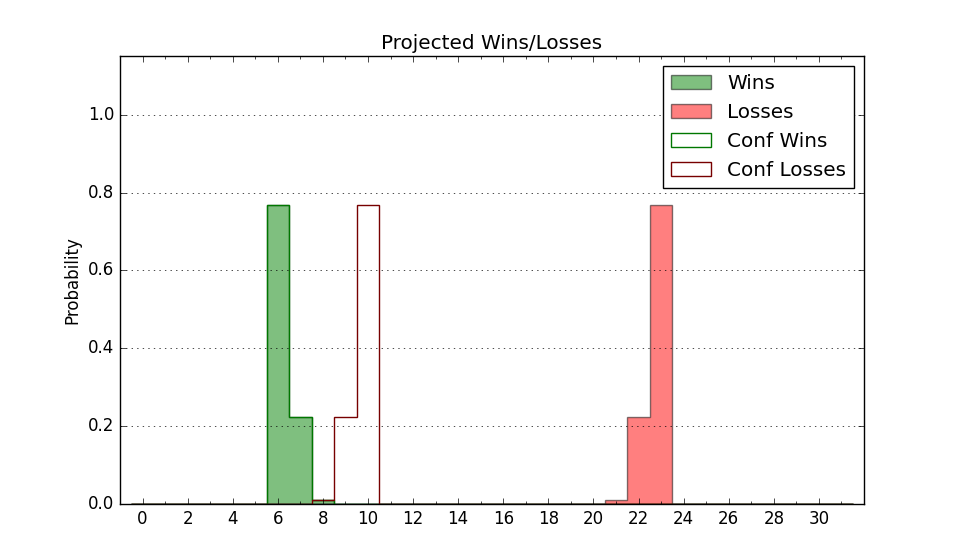 Projected Wins/Losses
Wins
Losses
Conf Wins
Conf Losses
Probability
1.0
0.8
0.6
0.4
0.2
0.0
0 2 4 6 8 10 12 14 16 18 20 22 24 26 28 30